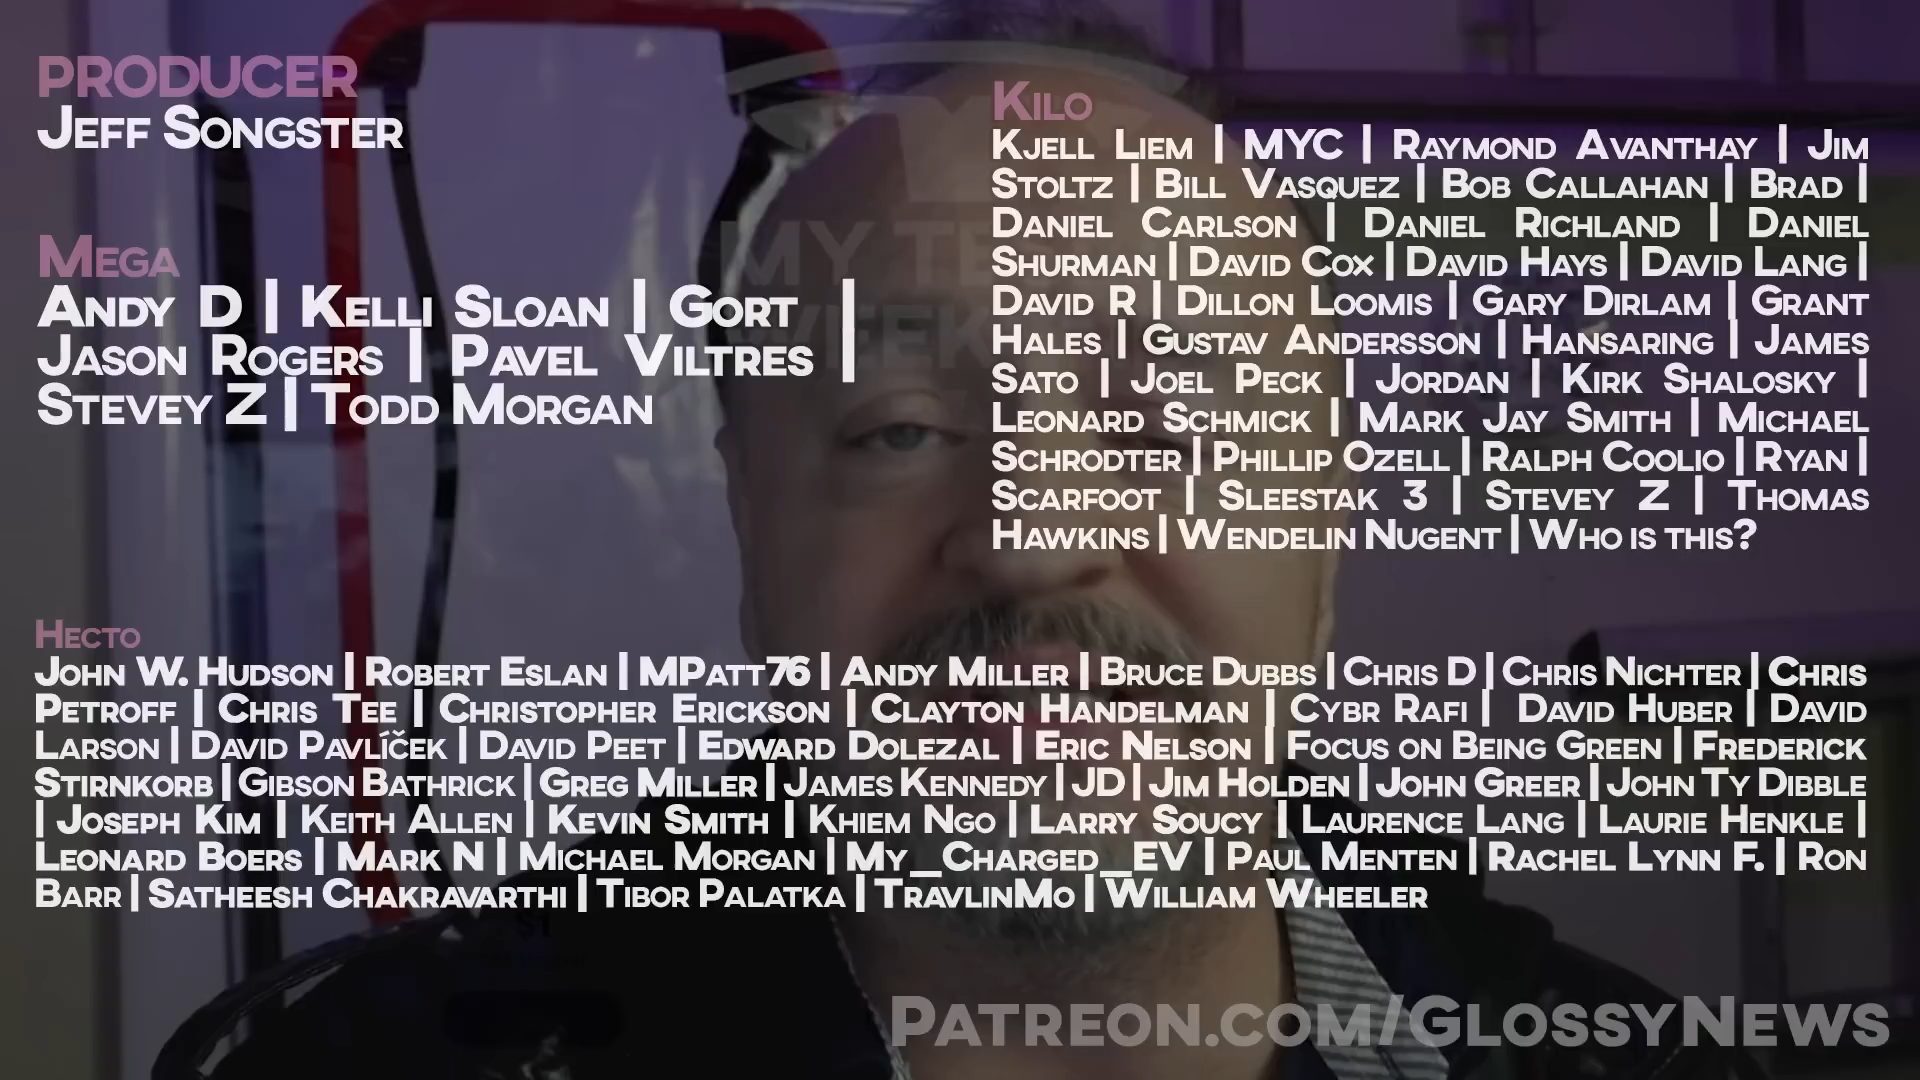 PRODUCER
JEFF SONGSTER
MEGA
ANDY D | KELLI SLOAN | GORT |
JASON ROGERS | PAVEL VILTRES |
STEVEY Z | TODD MORGAN
KILO
KJELL LIEM | MYC | RAYMOND AVANTHAY | JIM
STOLTZ | BILL VASQUEZ | BOB CALLAHAN | BRAD |
DANIEL CARLSON | DANIEL RICHLAND | DANIEL
SHURMAN | DAVID COX | DAVID HAYS | DAVID LANG |
DAVID R | DILLON LOOMIS | GARY DIRLAM | GRANT
HALES | GUSTAV ANDERSSON | HANSARING | JAMES
SATO | JOEL PECK | JORDAN | KIRK SHALOSKY |
LEONARD SCHMICK | MARK JAY SMITH | MICHAEL
SCHRODTER | PHILLIP OZELL | RALPH COOLIO | RYAN |
SCARFOOT | SLEESTAK 3 | STEVEY Z | THOMAS
HAWKINS | WENDELIN NUGENT | WHO IS THIS?
MY
WEEK
HECTO
JOHN W. HUDSON | ROBERT ESLAN | MPATT76 | ANDY MILLER | BRUCE DUBBS | CHRIS D | CHRIS NICHTER | CHRIS
PETROFF | CHRIS TEE | CHRISTOPHER ERICKSON | CLAYTON HANDELMAN | CYBR RAFI | DAVID HUBER | DAVID
LARSON | DAVID PAVLÍČEK | DAVID PEET | EDWARD DOLEZAL | ERIC NELSON | FOCUS ON BEING GREEN | FREDERICK
STIRNKORB | GIBSON BATHRICK | GREG MILLER | JAMES KENNEDY | JD | JIM HOLDEN | JOHN GREER | JOHN TY DIBBLE
| JOSEPH KIM | KEITH ALLEN | KEVIN SMITH | KHIEM NGO | LARRY SOUCY | LAURENCE LANG | LAURIE HENKLE |
LEONARD BOERS | MARK N | MICHAEL MORGAN | MY_CHARGED_EV | PAUL MENTEN | RACHEL LYNN F. | RON
BARR | SATHEESH CHAKRAVARTHI | TIBOR PALATKA | TRAVLINMO | WILLIAM WHEELER
PATREON.COM/GLOSSYNEWS